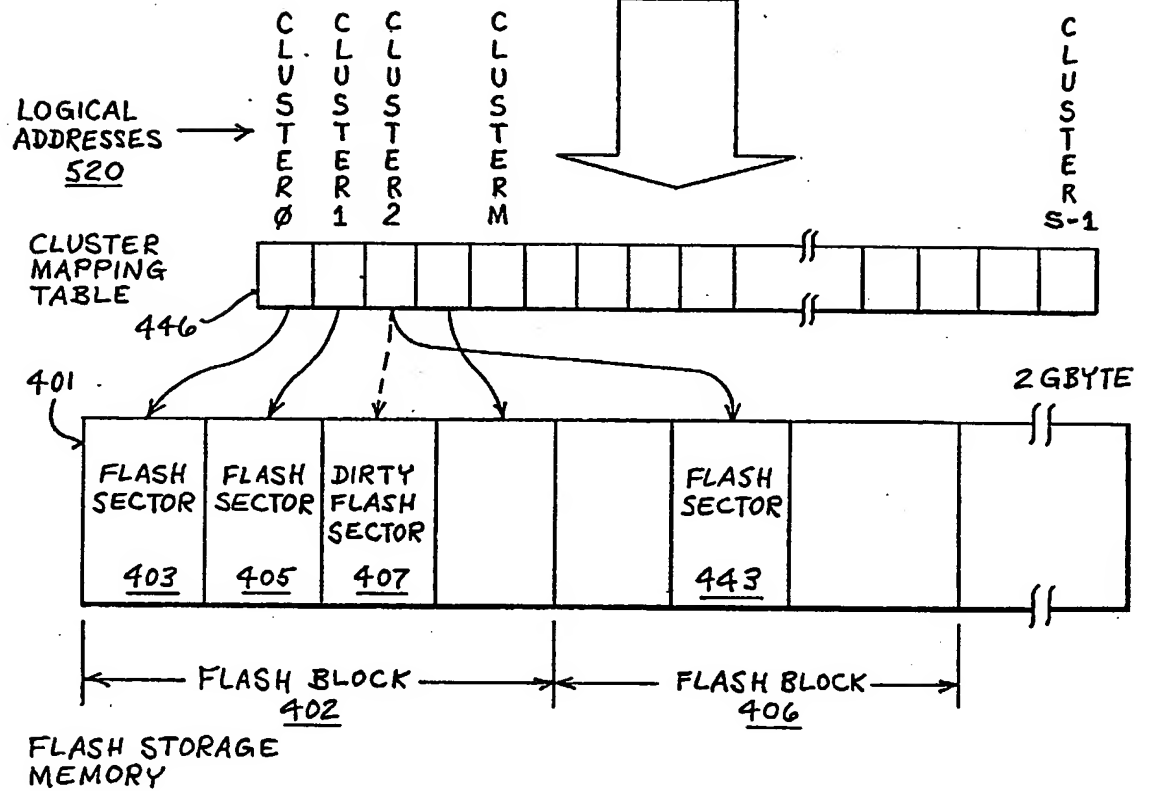 CLUSTER Ø
CLUSTER 1
CLUSTER 2
CLUSTER M
CLUSTER S-1
LOGICAL
ADDRESSES
520
CLUSTER
MAPPING
TABLE
446
401
2 GBYTE
FLASH
SECTOR
403
FLASH
SECTOR
405
DIRTY
FLASH
SECTOR
407
FLASH
SECTOR
443
FLASH BLOCK
402
FLASH BLOCK
406
FLASH STORAGE
MEMORY